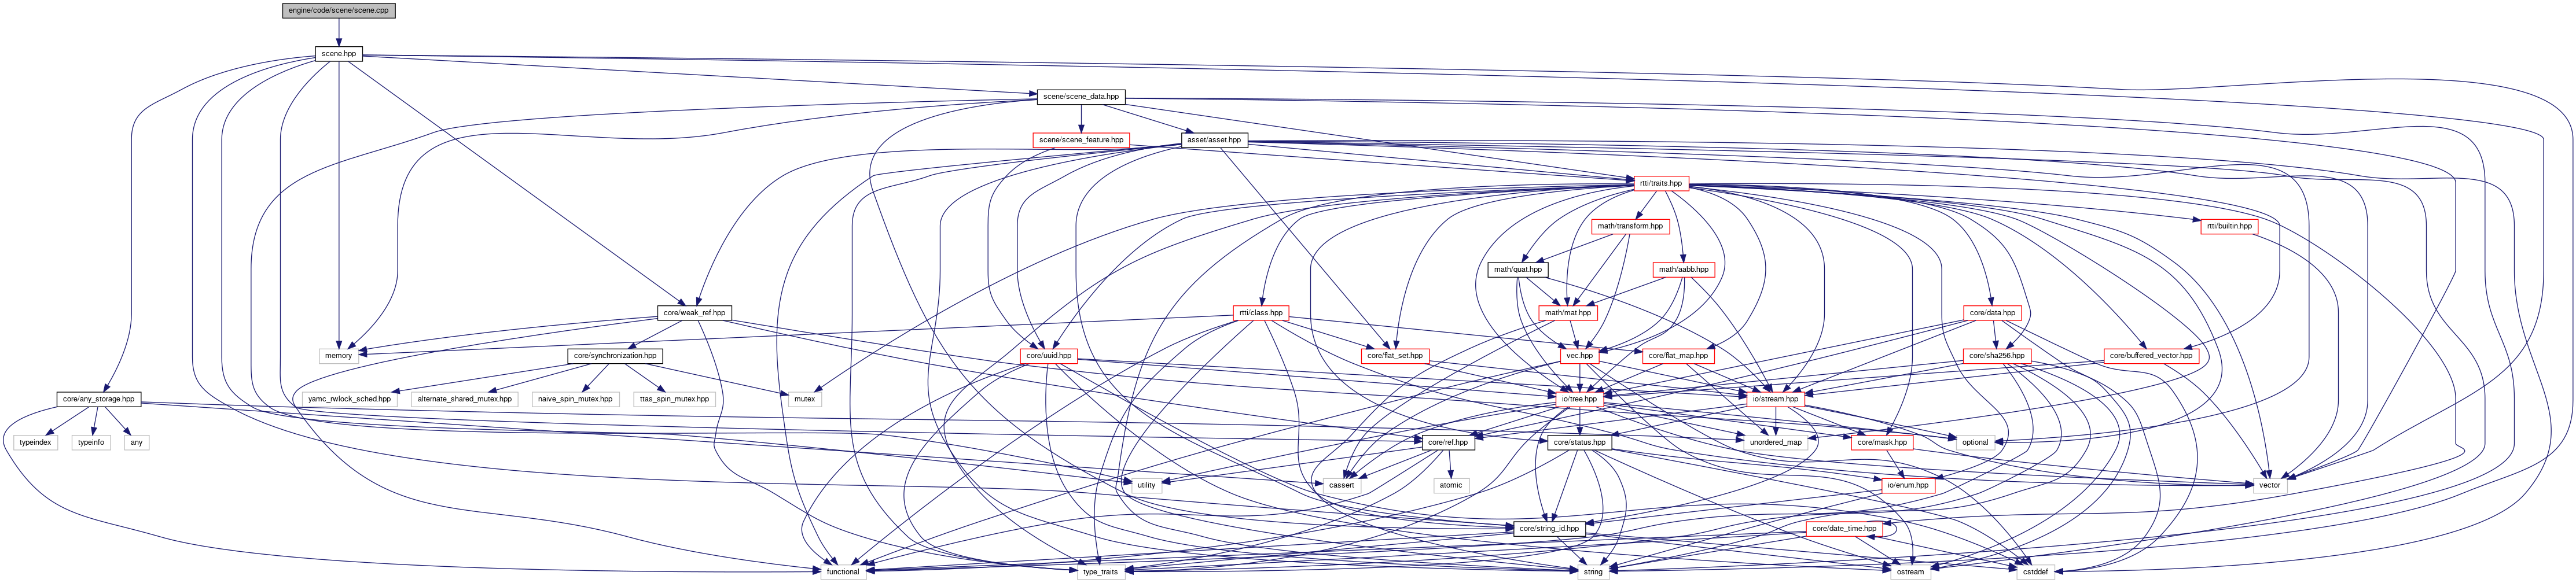 engine/code/scene/scene.cpp
scene.hpp
scene/scene_data.hpp
scene/scene_feature.hpp
asset/asset.hpp
rtti/traits.hpp
math/transform.hpp
rtti/builtin.hpp
math/quat.hpp
math/aabb.hpp
core/weak_ref.hpp
rtti/class.hpp
math/mat.hpp
core/data.hpp
memory
core/synchronization.hpp
core/uuid.hpp
core/flat_set.hpp
vec.hpp
core/flat_map.hpp
core/sha256.hpp
core/buffered_vector.hpp
core/any_storage.hpp
yamc_rwlock_sched.hpp
alternate_shared_mutex.hpp
naive_spin_mutex.hpp
ttas_spin_mutex.hpp
mutex
io/tree.hpp
io/stream.hpp
typeindex
typeinfo
any
core/ref.hpp
core/status.hpp
unordered_map
core/mask.hpp
optional
utility
cassert
atomic
io/enum.hpp
vector
core/string_id.hpp
core/date_time.hpp
functional
type_traits
string
ostream
cstddef